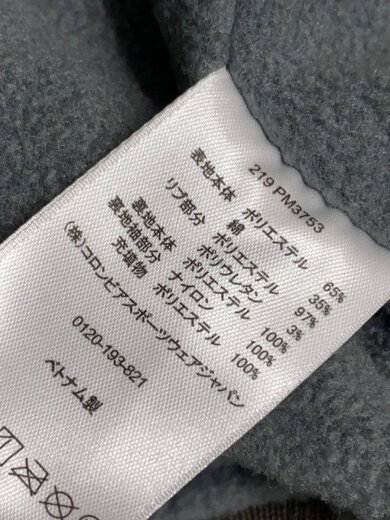 219 PM3753
表地本体 ポリエステル 65%
綿 35%
リブ部分 ポリエステル 97%
ポリウレタン 3%
裏地本体 ポリエステル 100%
裏地袖部分 ナイロン 100%
充填物 ポリエステル 100%
(株)コロンビアスポーツウェアジャパン
0120-193-821
ベトナム製